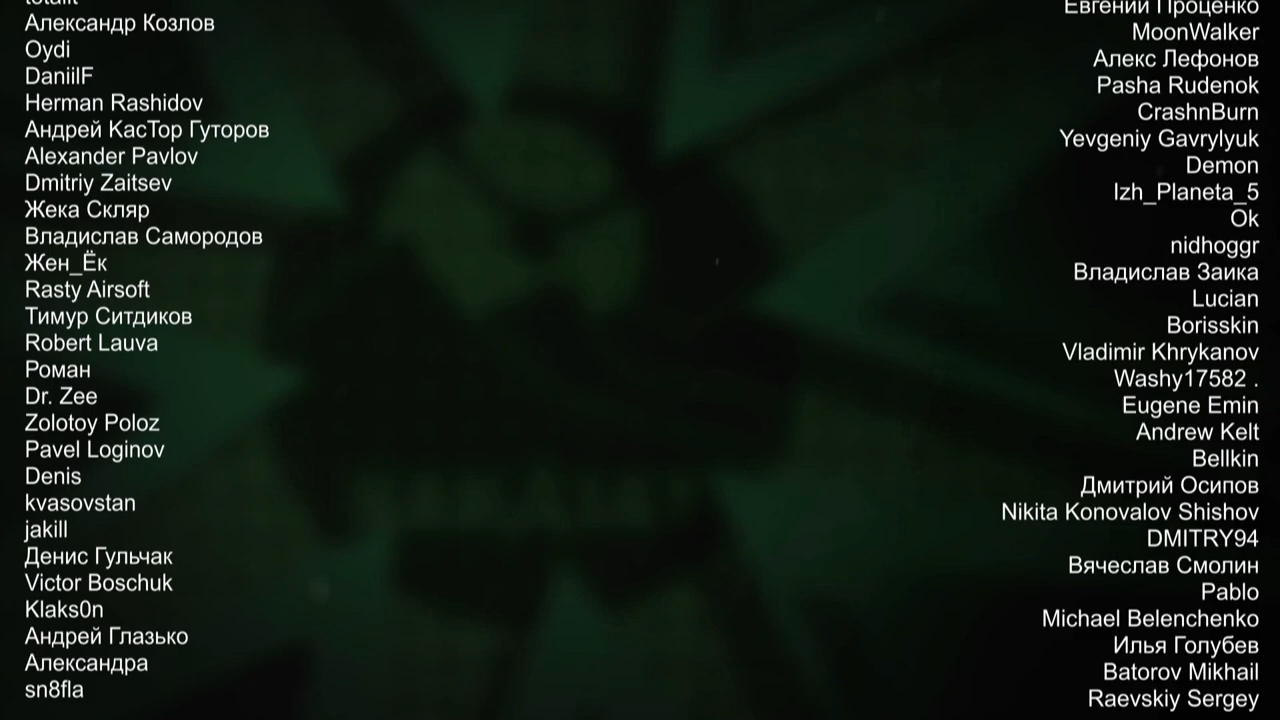 Александр Козлов
Oydi
DaniilF
Herman Rashidov
Андрей КасТор Гуторов
Alexander Pavlov
Dmitriy Zaitsev
Жека Скляр
Владислав Самородов
Жен_Ёк
Rasty Airsoft
Тимур Ситдиков
Robert Lauva
Роман
Dr. Zee
Zolotoy Poloz
Pavel Loginov
Denis
kvasovstan
jakill
Денис Гульчак
Victor Boschuk
Klaks0n
Андрей Глазько
Александра
sn8fla
Евгений Проценко
MoonWalker
Алекс Лефонов
Pasha Rudenok
CrashnBurn
Yevgeniy Gavrylyuk
Demon
Izh_Planeta_5
Ok
nidhoggr
Владислав Заика
Lucian
Borisskin
Vladimir Khrykanov
Washy17582 .
Eugene Emin
Andrew Kelt
Bellkin
Дмитрий Осипов
Nikita Konovalov Shishov
DMITRY94
Вячеслав Смолин
Pablo
Michael Belenchenko
Илья Голубев
Batorov Mikhail
Raevskiy Sergey